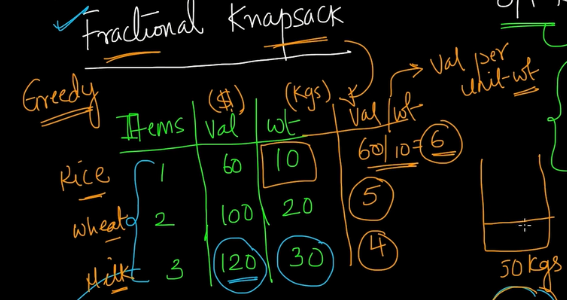 Fractional Knapsack
Val per
Unit-wt
Greedy
($) (Kgs)
Items Val wt Val/wt
Rice 1 60 10 60/10 = 6
Wheat 2 100 20 5
Milk 3 120 30 4
50 Kgs